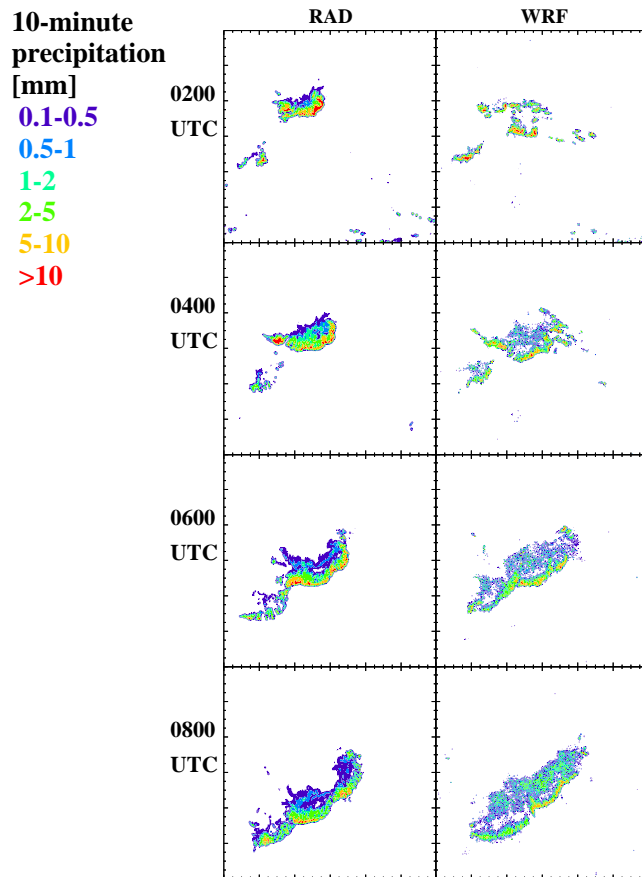 10-minute
precipitation
[mm]
0.1-0.5
0.5-1
1-2
2-5
5-10
>10
RAD
WRF
0200
UTC
0400
UTC
0600
UTC
0800
UTC